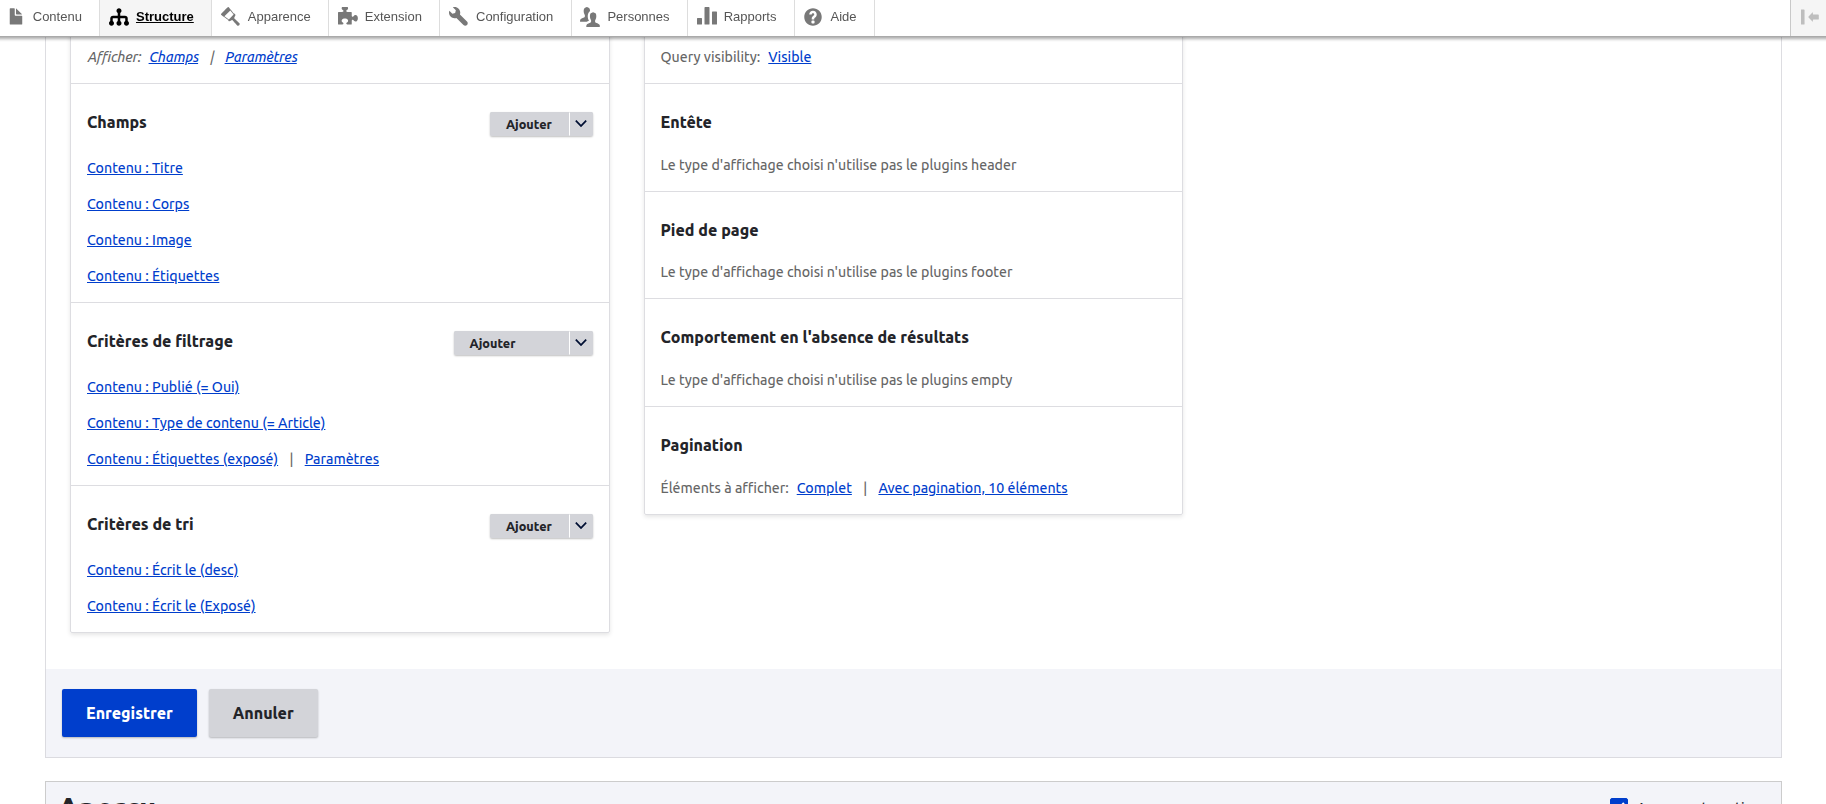 Contenu Structure Apparence Extension Configuration Personnes Rapports Aide
Afficher: Champs | Paramètres
Champs Ajouter
Contenu : Titre
Contenu : Corps
Contenu : Image
Contenu : Étiquettes
Critères de filtrage Ajouter
Contenu : Publié (= Oui)
Contenu : Type de contenu (= Article)
Contenu : Étiquettes (exposé) | Paramètres
Critères de tri Ajouter
Contenu : Écrit le (desc)
Contenu : Écrit le (Exposé)
Query visibility: Visible
Entête
Le type d'affichage choisi n'utilise pas le plugins header
Pied de page
Le type d'affichage choisi n'utilise pas le plugins footer
Comportement en l'absence de résultats
Le type d'affichage choisi n'utilise pas le plugins empty
Pagination
Éléments à afficher: Complet | Avec pagination, 10 éléments
Enregistrer Annuler